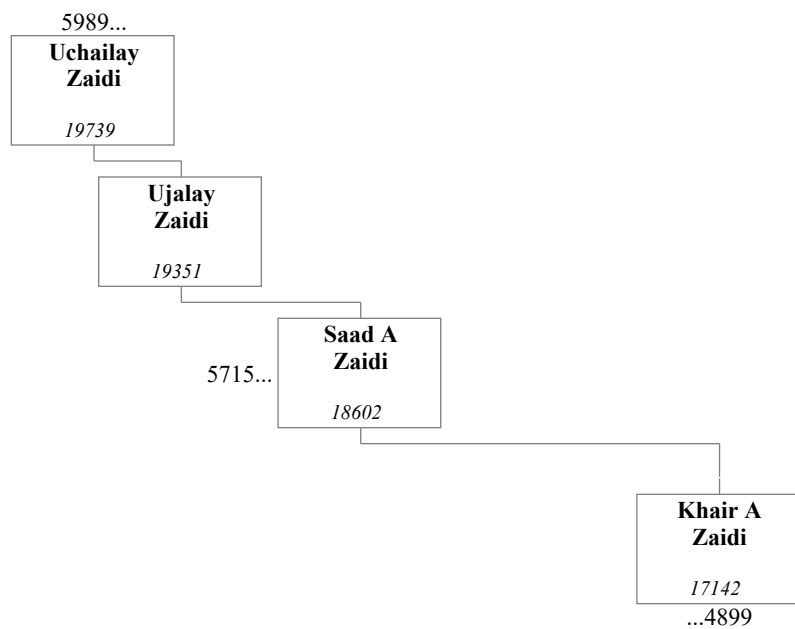 5989...
Uchailay
Zaidi
19739
Ujalay
Zaidi
19351
Saad A
Zaidi
5715...
18602
Khair A
Zaidi
17142
...4899